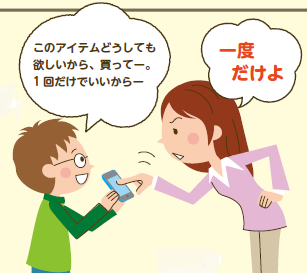 このアイテムどうしても
欲しいから、買ってー。
1回だけでいいからー
一度
だけよ